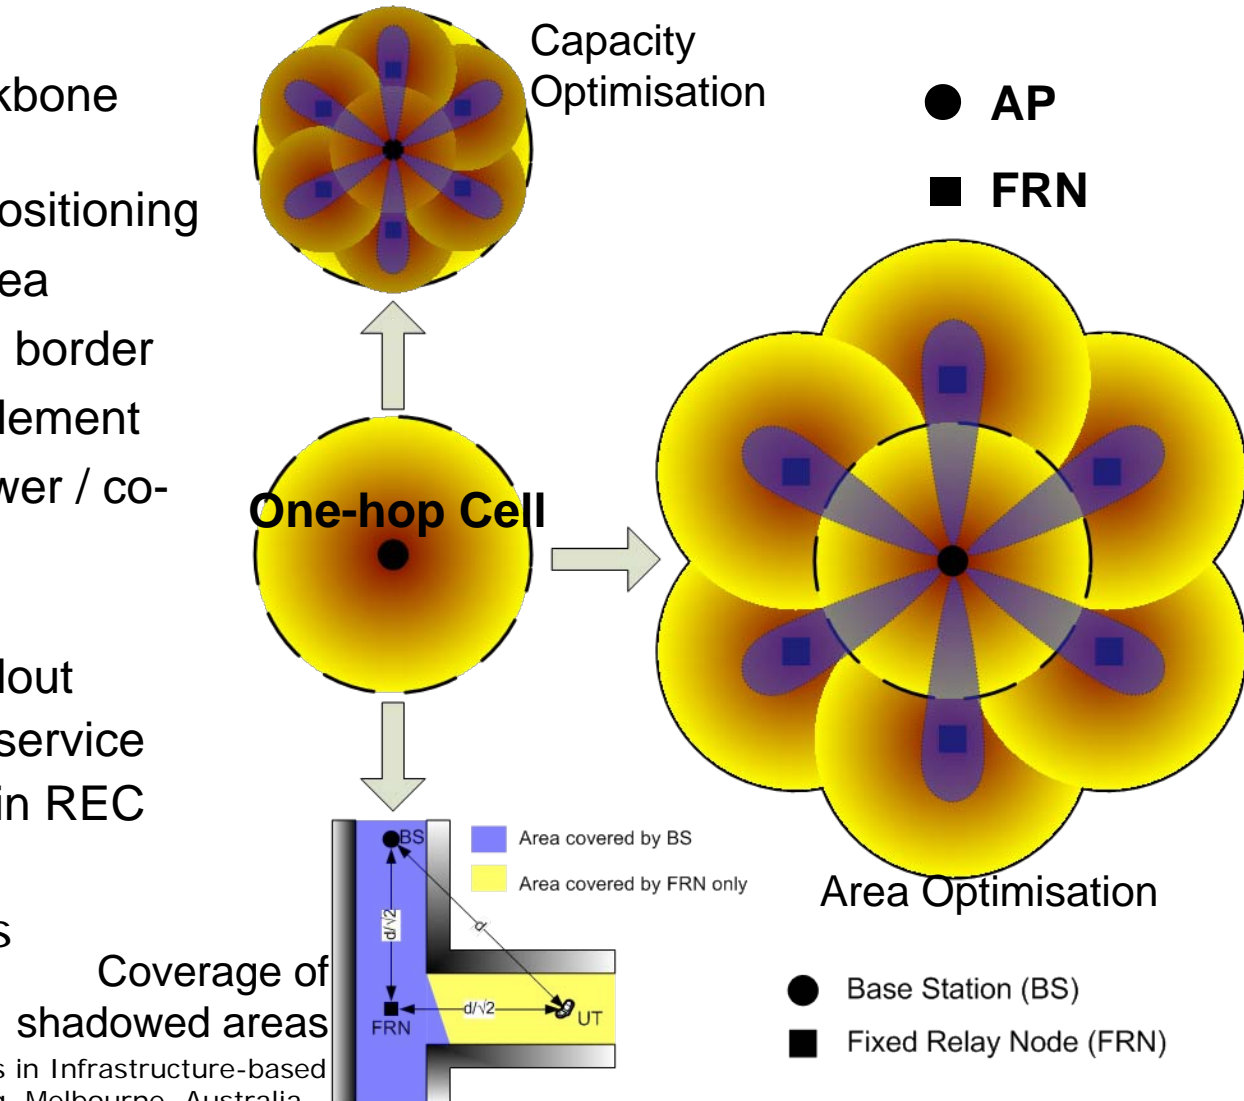 kbone
ositioning
ea
border
lement
wer / co-
lout
service
in REC
s
Coverage of
shadowed areas
s in Infrastructure-based
Melbourne, Australia
Capacity
Optimisation
AP
FRN
One-hop Cell
Area Optimisation
BS
d/√2
d
FRN
d/√2
UT
Area covered by BS
Area covered by FRN only
Base Station (BS)
Fixed Relay Node (FRN)